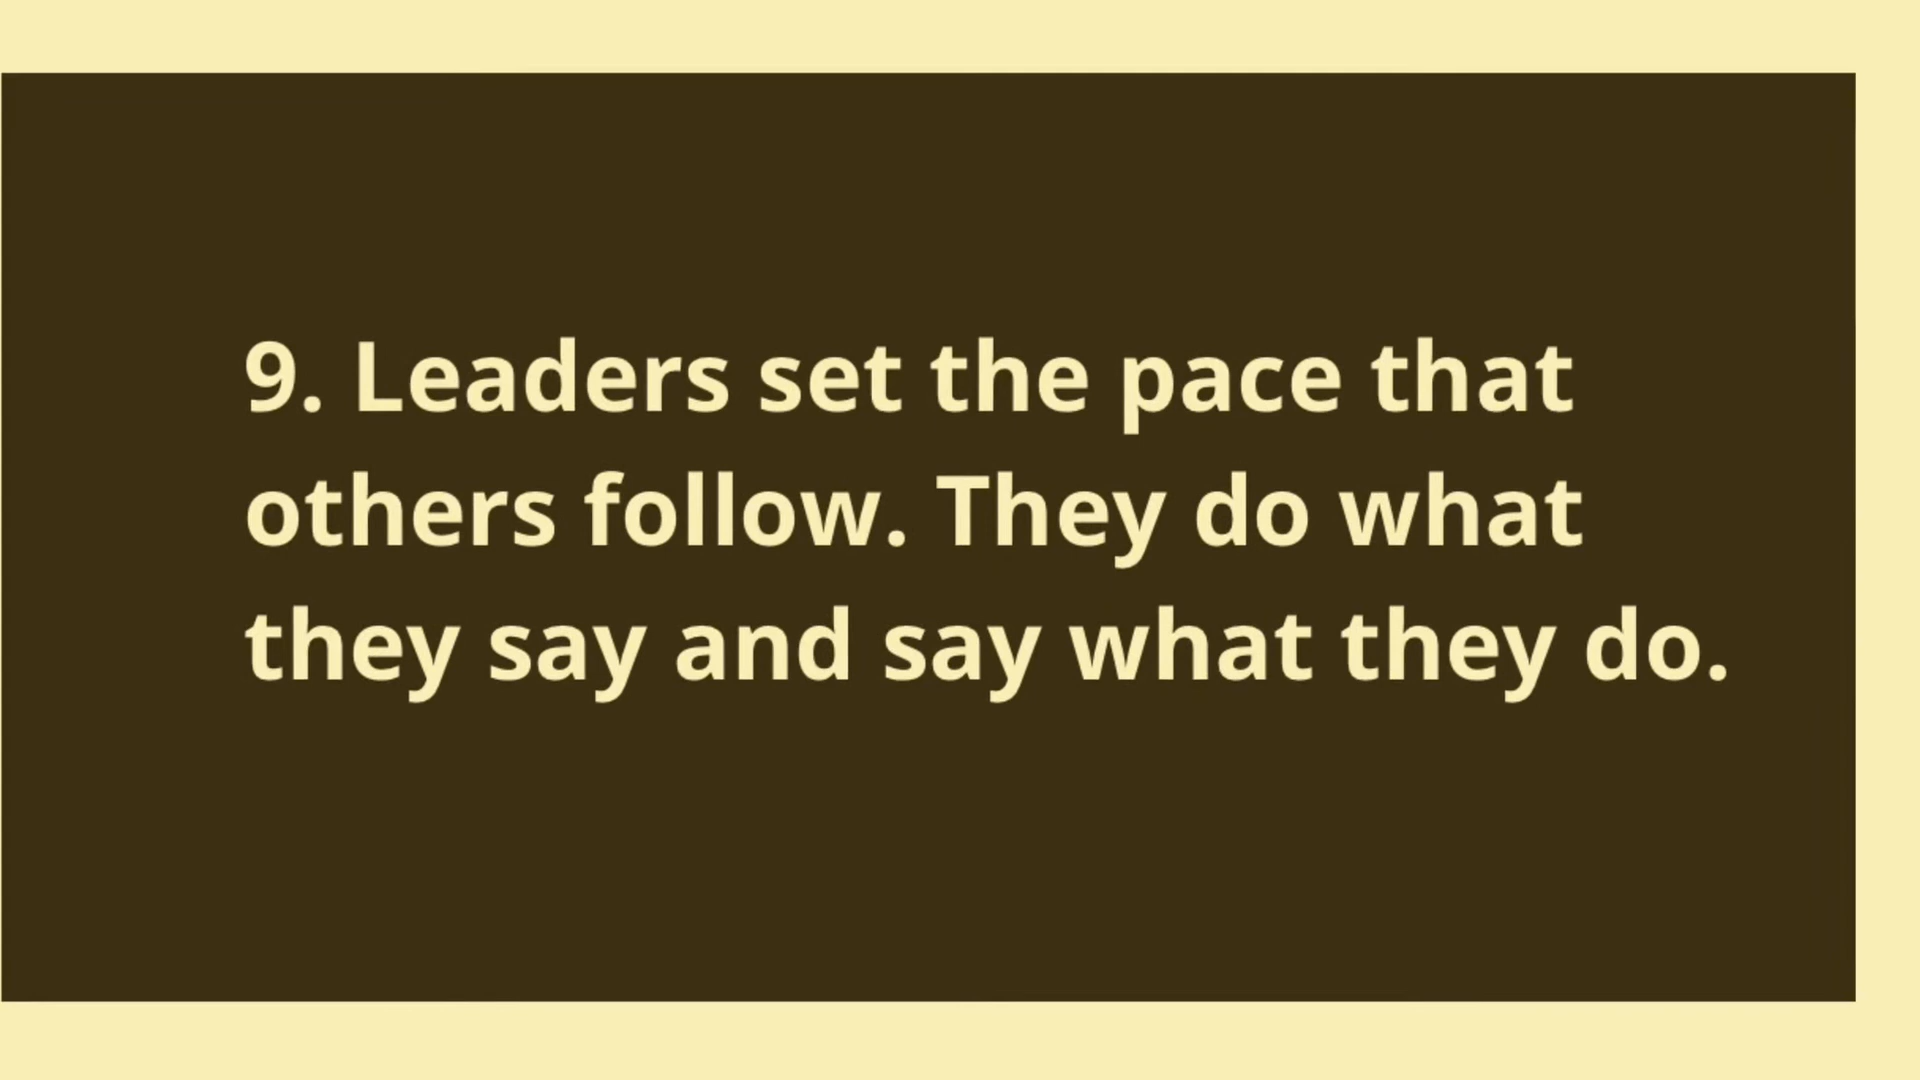 9. Leaders set the pace that
others follow. They do what
they say and say what they do.